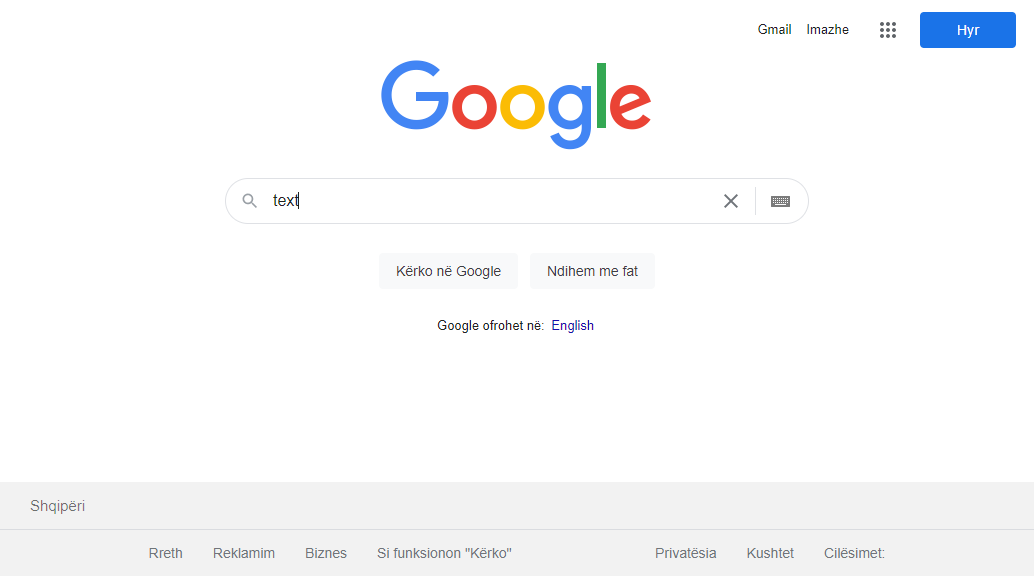 Gmail Imazhe Hyr
Google
text
Kërko në Google Ndihem me fat
Google ofrohet në: English
Shqipëri
Rreth Reklamim Biznes Si funksionon "Kërko" Privatësia Kushtet Cilësimet: